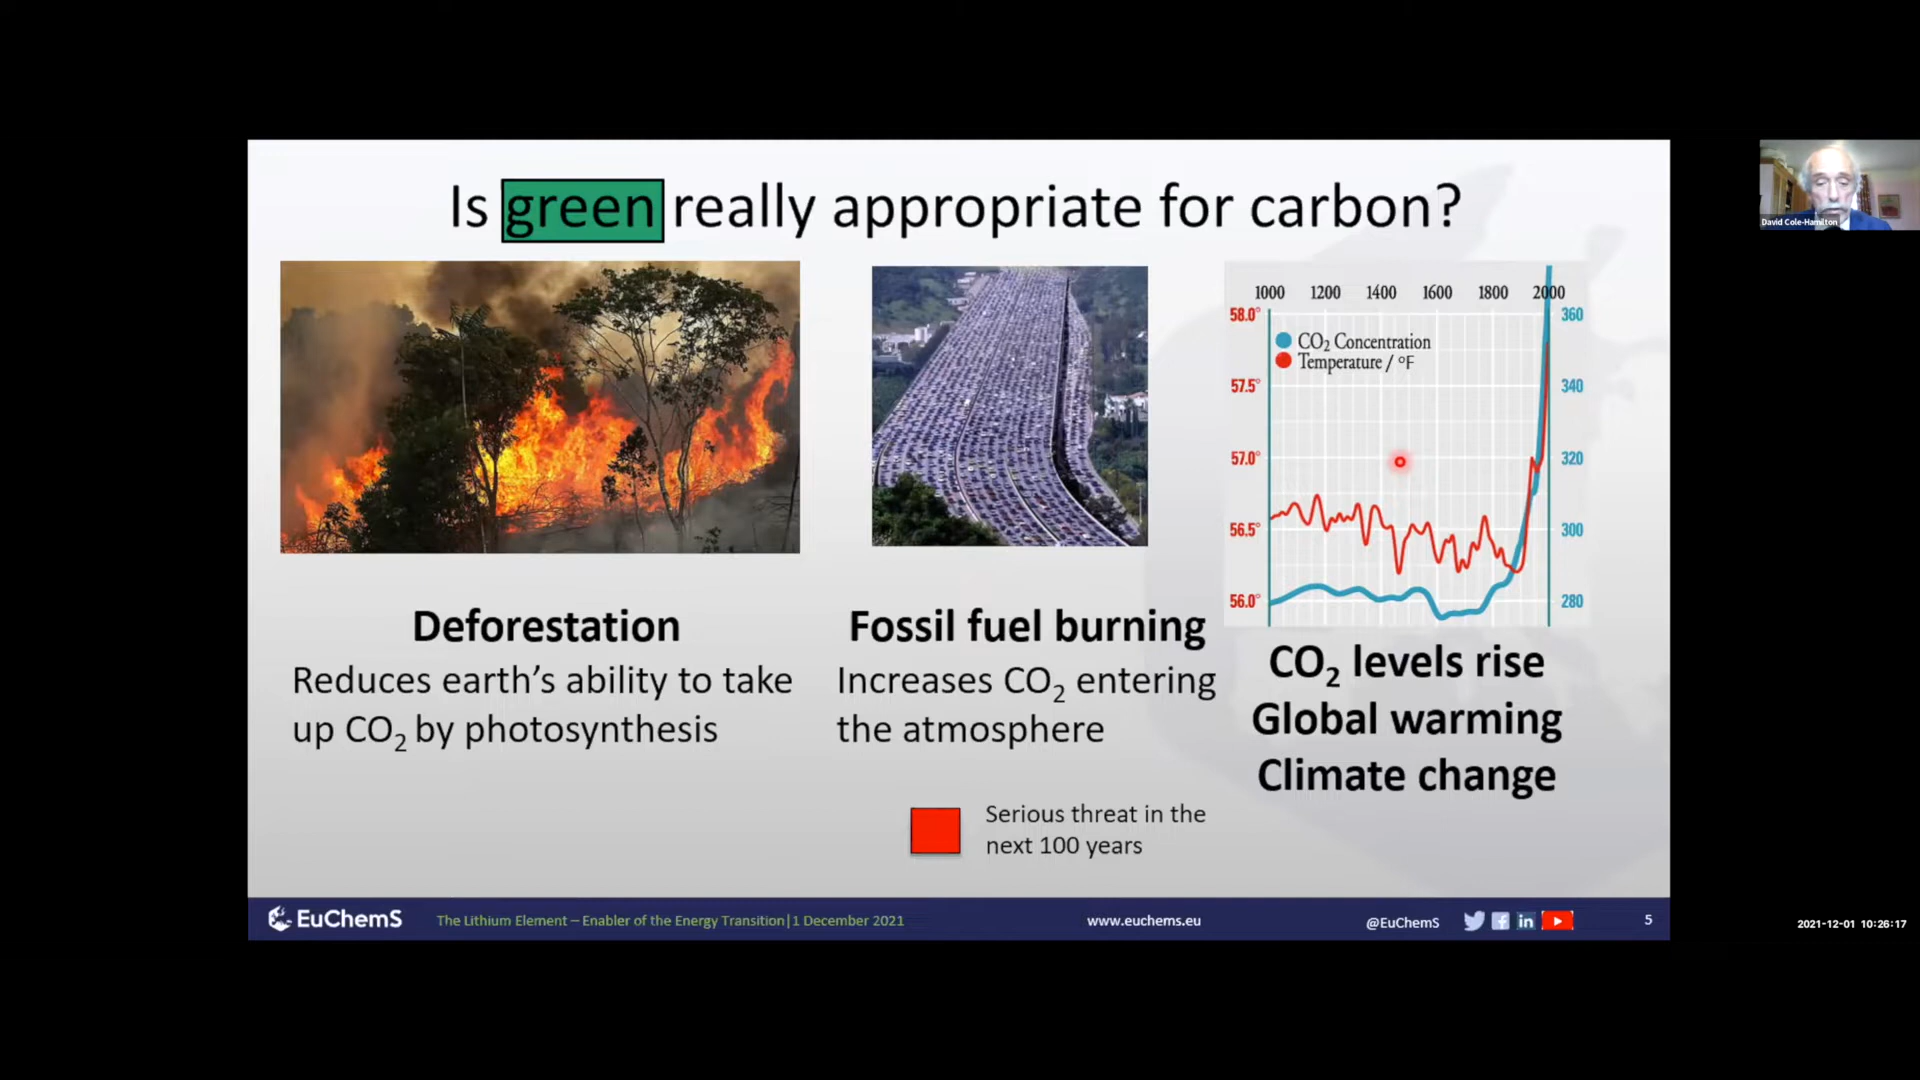 Is green really appropriate for carbon?
David Cole-Hamilton
1000 1200 1400 1600 1800 2000
58.0° 360
CO₂ Concentration
Temperature / °F
57.5° 340
57.0° 320
56.5° 300
56.0° 280
Deforestation
Reduces earth's ability to take
up CO₂ by photosynthesis
Fossil fuel burning
Increases CO₂ entering
the atmosphere
CO₂ levels rise
Global warming
Climate change
Serious threat in the
next 100 years
EuChemS
The Lithium Element – Enabler of the Energy Transition|1 December 2021
www.euchems.eu
@EuChemS
in
5
2021-12-01 10:26:17